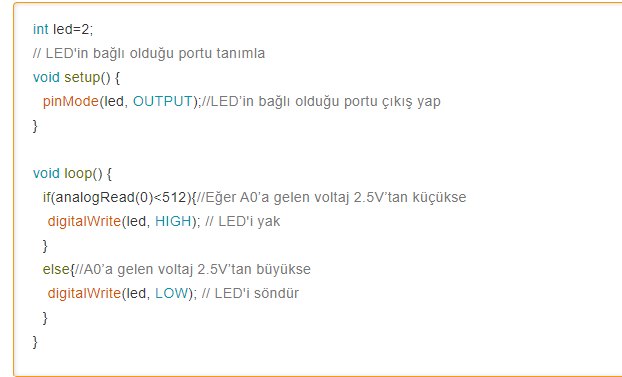 int led=2;
// LED'in bağlı olduğu portu tanımla
void setup() {
pinMode(led, OUTPUT);//LED’in bağlı olduğu portu çıkış yap
}
void loop() {
if(analogRead(0)<512){//Eğer A0’a gelen voltaj 2.5V’tan küçükse
digitalWrite(led, HIGH); // LED'i yak
}
else{//A0’a gelen voltaj 2.5V’tan büyükse
digitalWrite(led, LOW); // LED'i söndür
}
}